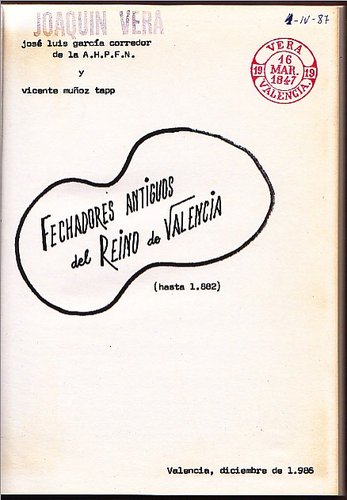 JOAQUIN VERA
4-IV-87
josé luis garcía corredor
de la A.H.P.F.N.
y
vicente muñoz tapp
VERA
19 16 19
MAR.
1847
VALENCIA.
FECHADORES ANTIGUOS
del REINO de VALENCIA
(hasta 1.882)
Valencia, diciembre de 1.986